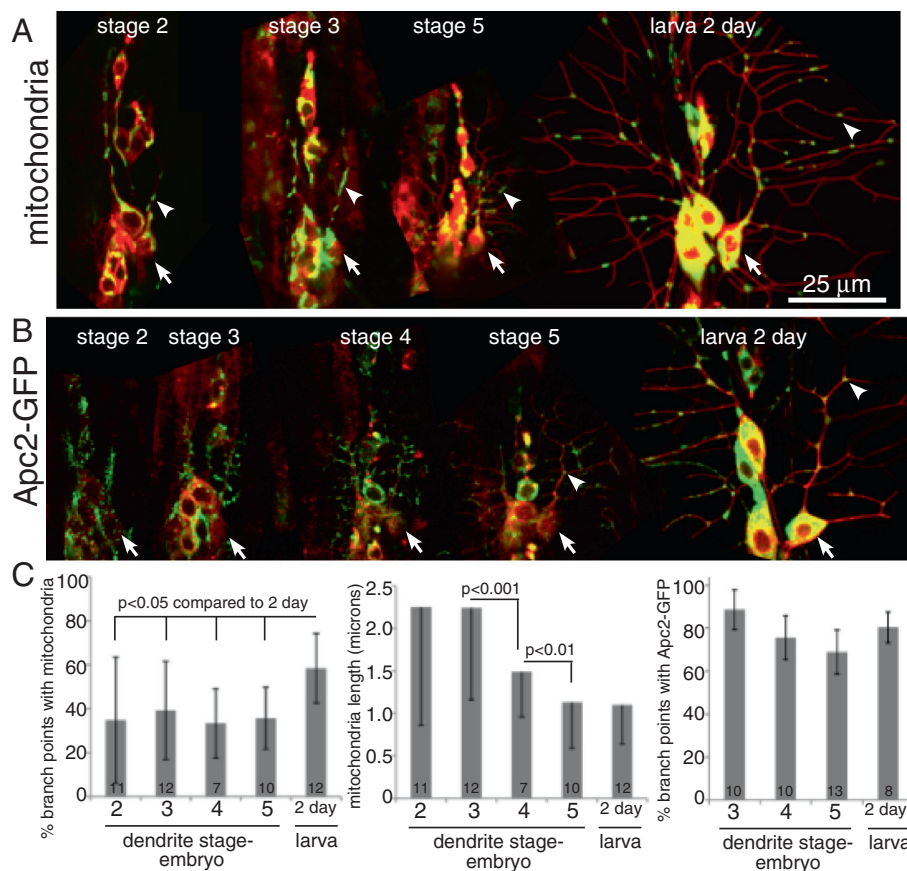 A
stage 2
stage 3
stage 5
larva 2 day
mitochondria
25 μm
B
stage 2
stage 3
stage 4
stage 5
larva 2 day
Apc2-GFP
C
% branch points with mitochondria
100
80
60
40
20
0
p<0.05 compared to 2 day
11
12
7
10
12
2
3
4
5
2 day
dendrite stage-
embryo
larva
mitochondria length (microns)
2.5
2.0
1.5
1.0
0.5
0
p<0.001
p<0.01
11
12
7
10
12
2
3
4
5
2 day
dendrite stage-
embryo
larva
% branch points with Apc2-GFP
100
80
60
40
20
0
10
10
13
8
3
4
5
2 day
dendrite stage-
embryo
larva